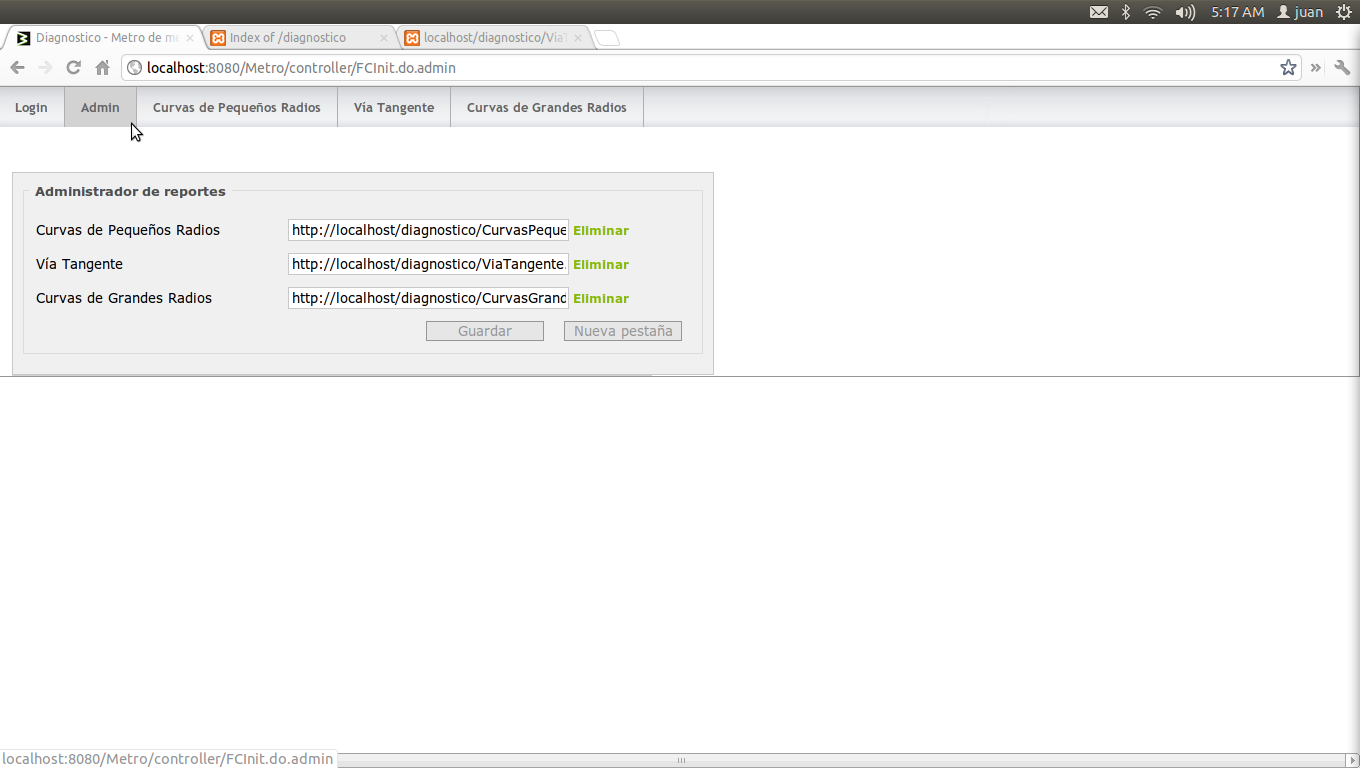 5:17 AM juan
Diagnostico - Metro de me
Index of /diagnostico
localhost/diagnostico/ViaT
localhost:8080/Metro/controller/FCInit.do.admin
Login Admin Curvas de Pequeños Radios Vía Tangente Curvas de Grandes Radios
Administrador de reportes
Curvas de Pequeños Radios http://localhost/diagnostico/CurvasPeque Eliminar
Vía Tangente http://localhost/diagnostico/ViaTangente. Eliminar
Curvas de Grandes Radios http://localhost/diagnostico/CurvasGrand Eliminar
Guardar Nueva pestaña
localhost:8080/Metro/controller/FCInit.do.admin